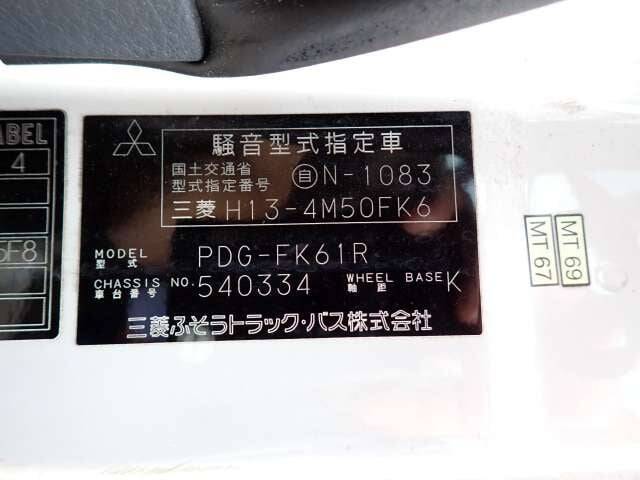 ABEL
4
5F8
騒音型式指定車
国土交通省
型式指定番号 自N-1083
三菱 H13-4M50FK6
MODEL
型式 PDG-FK61R
CHASSIS NO.
車台番号 540334 WHEEL BASE
軸距 K
三菱ふそうトラック・バス株式会社
MT 67
MT 69